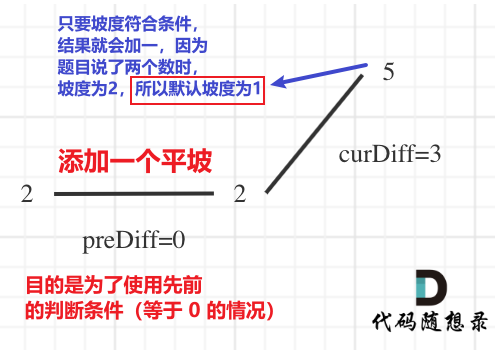 只要坡度符合条件，
结果就会加一，因为
题目说了两个数时，
坡度为2，所以默认坡度为1
5
添加一个平坡
curDiff=3
2
2
preDiff=0
目的是为了使用先前
的判断条件（等于 0 的情况）
代码随想录